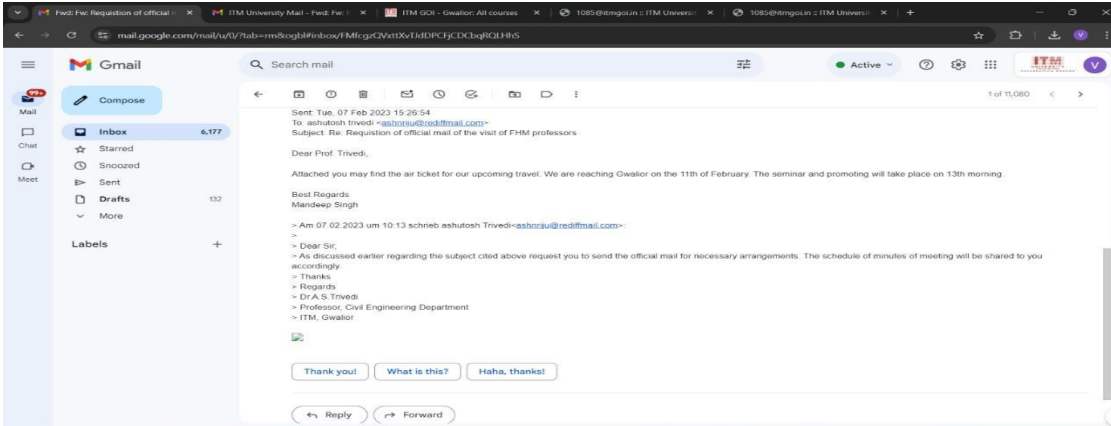 Fwd: Fw: Requistion of official n
ITM University Mail - Fwd: Fw: F
ITM GOI - Gwalior: All courses
1085@itmgoi.in :: ITM Universit
1085@itmgoi.in :: ITM Universit
mail.google.com/mail/u/0/?tab=rm&ogbl#inbox/FMfcgzQVxttXvTJdDPCFjCDCbqRQLHhS
Gmail
Search mail
Active
ITM
V
99+
Mail
Chat
Meet
Compose
Inbox 6,177
Starred
Snoozed
Sent
Drafts 132
More
Labels
1 of 11,080
Sent: Tue, 07 Feb 2023 15:26:54
To: ashutosh trivedi <ashnriju@rediffmail.com>
Subject: Re: Requistion of official mail of the visit of FHM professors
Dear Prof. Trivedi,
Attached you may find the air ticket for our upcoming travel. We are reaching Gwalior on the 11th of February. The seminar and promoting will take place on 13th morning.
Best Regards
Mandeep Singh
> Am 07.02.2023 um 10:13 schrieb ashutosh Trivedi<ashnriju@rediffmail.com>:
>
> Dear Sir,
> As discussed earlier regarding the subject cited above request you to send the official mail for necessary arrangements. The schedule of minutes of meeting will be shared to you
accordingly.
> Thanks
> Regards
> Dr.A.S.Trivedi
> Professor, Civil Engineering Department
> ITM, Gwalior
Thank you!
What is this?
Haha, thanks!
Reply
Forward